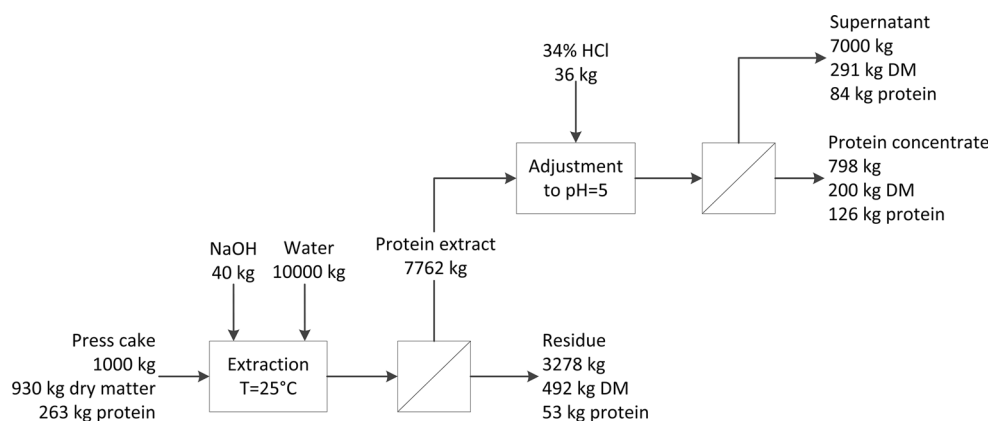 Supernatant
7000 kg
291 kg DM
84 kg protein
34% HCl
36 kg
Adjustment
to pH=5
Protein concentrate
798 kg
200 kg DM
126 kg protein
NaOH
40 kg
Water
10000 kg
Protein extract
7762 kg
Press cake
1000 kg
930 kg dry matter
263 kg protein
Extraction
T=25°C
Residue
3278 kg
492 kg DM
53 kg protein